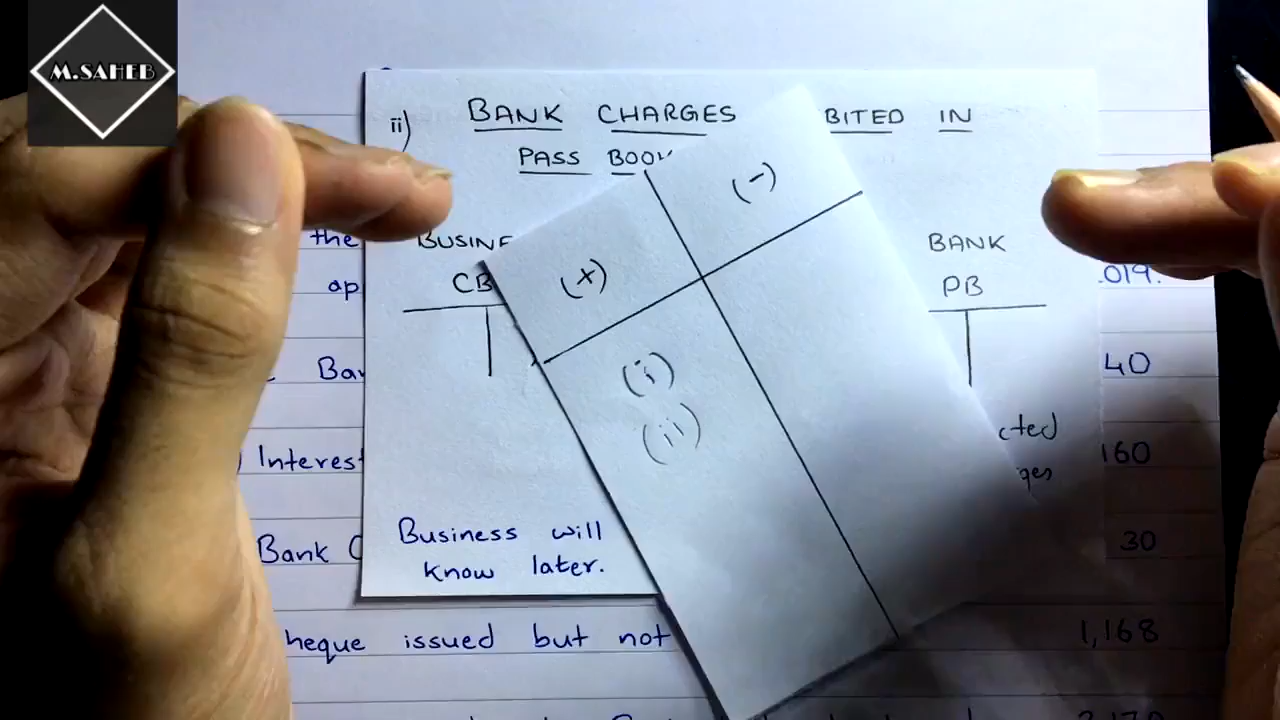 M.SAHEB
ii) BANK CHARGES BITED IN
PASS BOOK
(-)
(+)
(i)
(ii)
the
BUSINE
BANK
CB
PB
ap
.019.
Ba
40
cted
ges
Interest
160
Business will
know later.
Bank C
30
heque issued but not
1,168